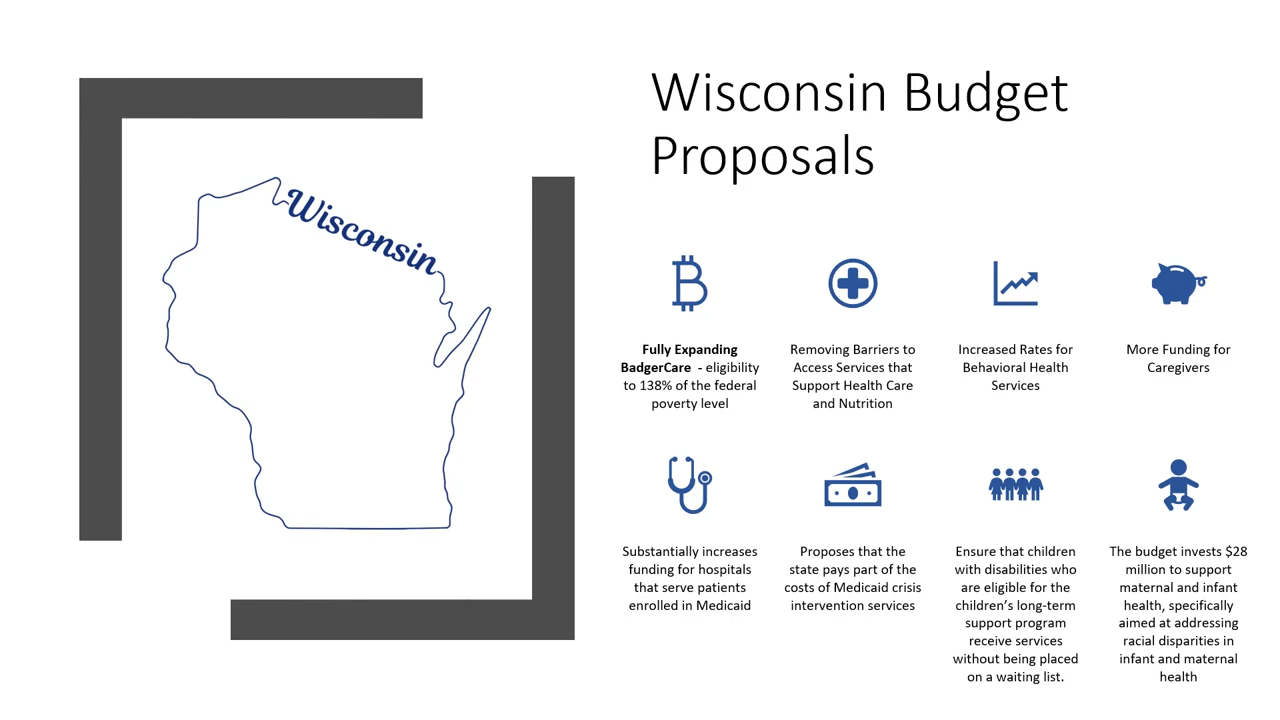 Wisconsin Budget
Proposals
Wisconsin
Fully Expanding
BadgerCare - eligibility
to 138% of the federal
poverty level
Removing Barriers to
Access Services that
Support Health Care
and Nutrition
Increased Rates for
Behavioral Health
Services
More Funding for
Caregivers
Substantially increases
funding for hospitals
that serve patients
enrolled in Medicaid
Proposes that the
state pays part of the
costs of Medicaid crisis
intervention services
Ensure that children
with disabilities who
are eligible for the
children’s long-term
support program
receive services
without being placed
on a waiting list.
The budget invests $28
million to support
maternal and infant
health, specifically
aimed at addressing
racial disparities in
infant and maternal
health